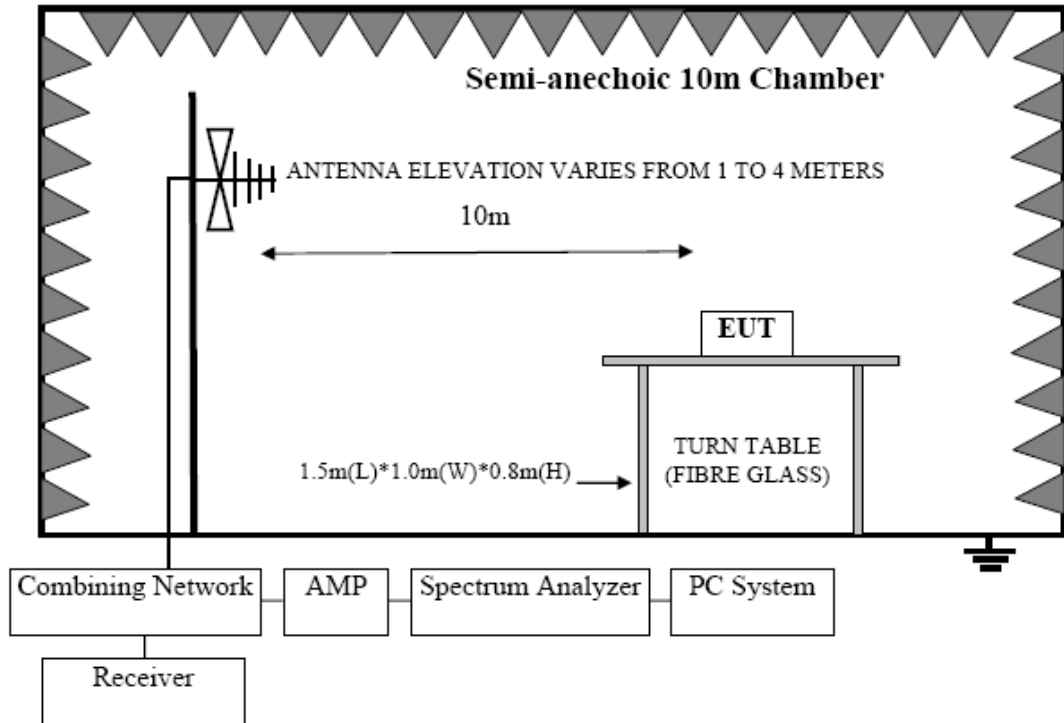 Semi-anechoic 10m Chamber
ANTENNA ELEVATION VARIES FROM 1 TO 4 METERS
10m
EUT
TURN TABLE
(FIBRE GLASS)
1.5m(L)*1.0m(W)*0.8m(H)
Combining Network
AMP
Spectrum Analyzer
PC System
Receiver